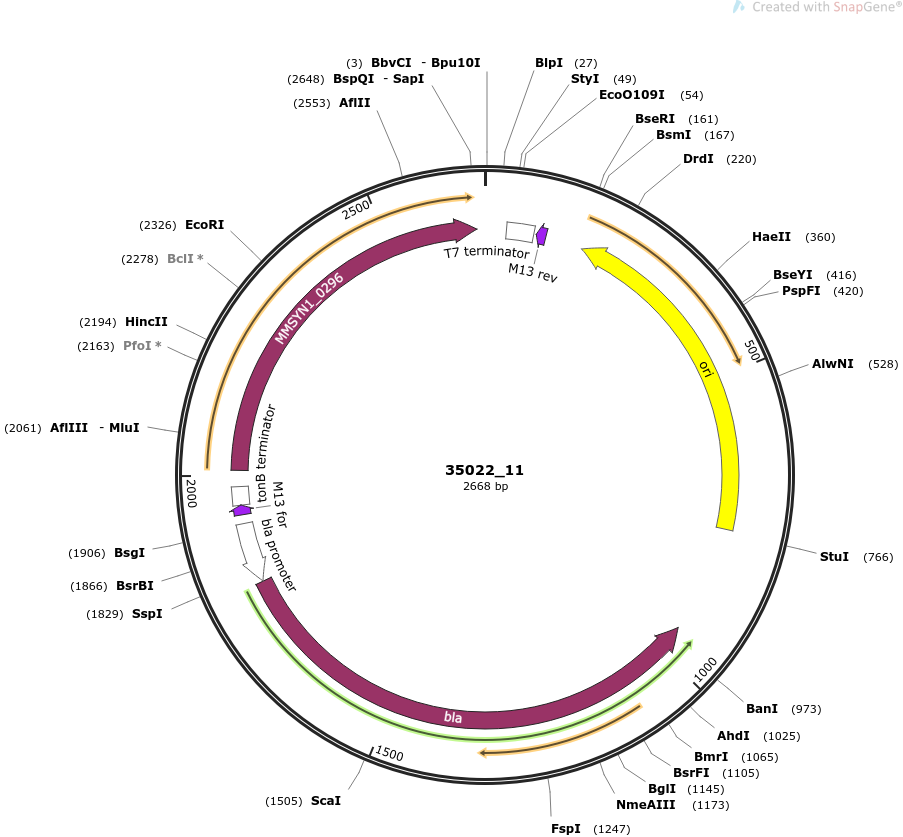 Created with SnapGene®
(3) BbvCI - Bpu10I
(2648) BspQI - SapI
(2553) AflII
BlpI (27)
StyI (49)
EcoO109I (54)
BseRI (161)
BsmI (167)
DrdI (220)
HaeII (360)
BseYI (416)
PspFI (420)
AlwNI (528)
StuI (766)
BanI (973)
AhdI (1025)
BmrI (1065)
BsrFI (1105)
BglI (1145)
NmeAIII (1173)
FspI (1247)
(1505) ScaI
(1829) SspI
(1866) BsrBI
(1906) BsgI
(2061) AflIII - MluI
(2163) PfoI *
(2194) HincII
(2278) BclI *
(2326) EcoRI
2500
500
1000
1500
2000
T7 terminator
M13 rev
ori
MMSYN1_0296
tonB terminator
M13 for
bla promoter
bla
35022_11
2668 bp